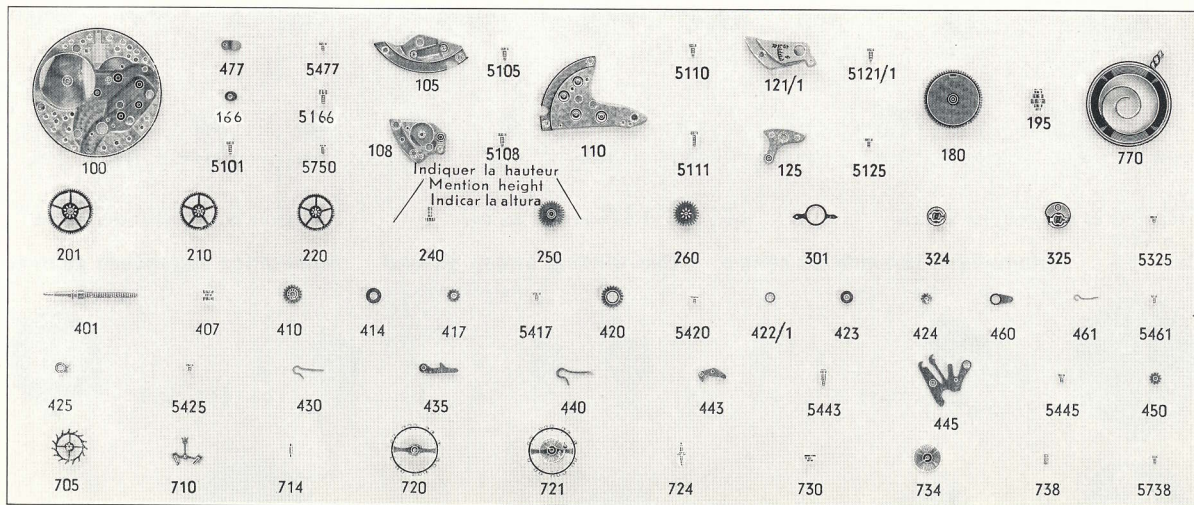 477 5477 105 5105 5110 121/1 5121/1 195
166 5166 180 770
100 5101 5750 108 5108 110 5111 125 5125
Indiquer la hauteur
Mention height
Indicar la altura
201 210 220 240 250 260 301 324 325 5325
401 407 410 414 417 5417 420 5420 422/1 423 424 460 461 5461
425 5425 430 435 440 443 5443 445 5445 450
705 710 714 720 721 724 730 734 738 5738